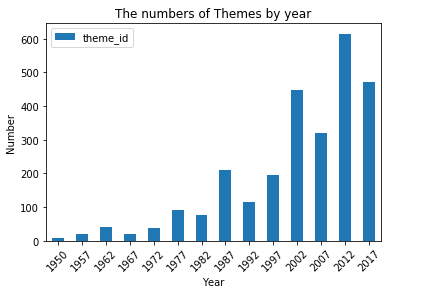 The numbers of Themes by year
theme_id
Number
600
500
400
300
200
100
0
1950 1957 1962 1967 1972 1977 1982 1987 1992 1997 2002 2007 2012 2017
Year